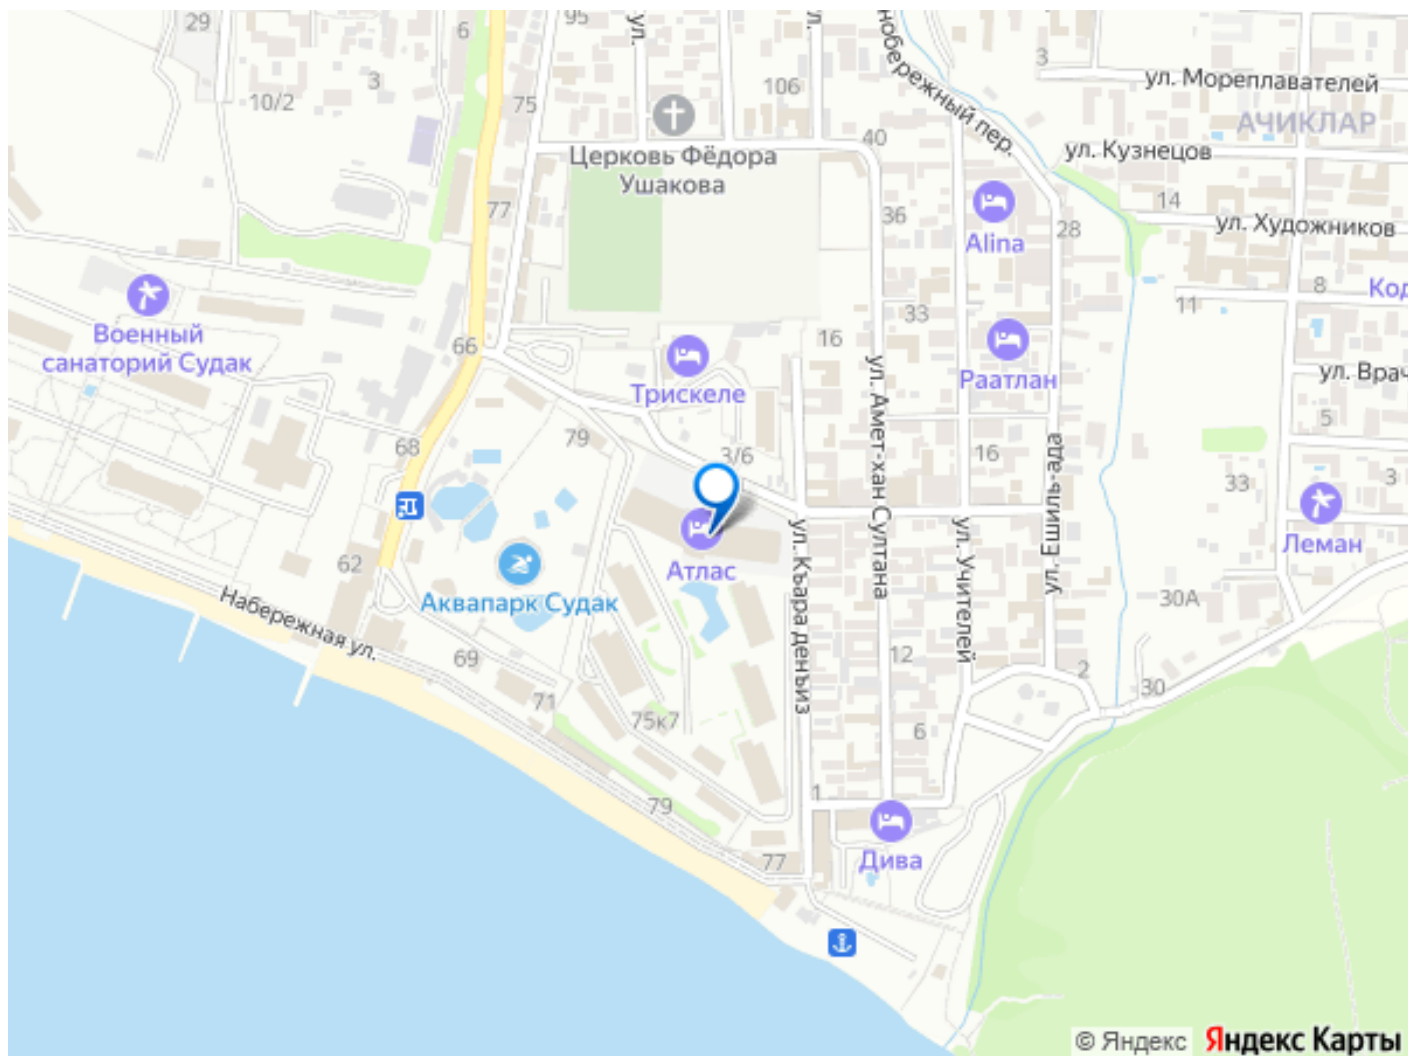 95
ул.
ул.
нобережный пер.
29
6
3
10/2
75
106
3
ул. Мореплавателей
АЧИКЛАР
40
ул. Кузнецов
Церковь Фёдора
Ушакова
77
36
Alina
28
14
ул. Художников
8
Код
11
Военный
санаторий Судак
66
33
16
Трискеле
Раатлан
ул. Врач
5
68
79
3/6
16
33
3
ул. Амет-хан Султана
ул. Ешиль-ада
ул. Учителей
ул. Къара денъиз
Леман
Атлас
62
Аквапарк Судак
30А
Набережная ул.
69
71
75к7
12
2
30
6
79
1
77
Дива
© Яндекс
Яндекс Карты